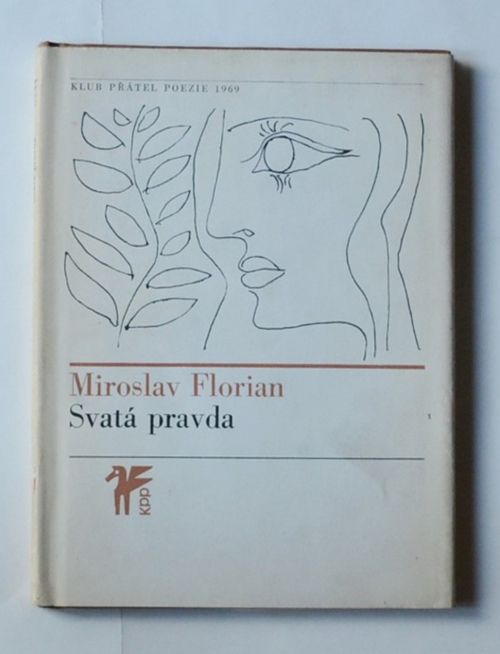 KLUB PŘÁTEL POEZIE 1969
Miroslav Florian
Svatá pravda
KPP